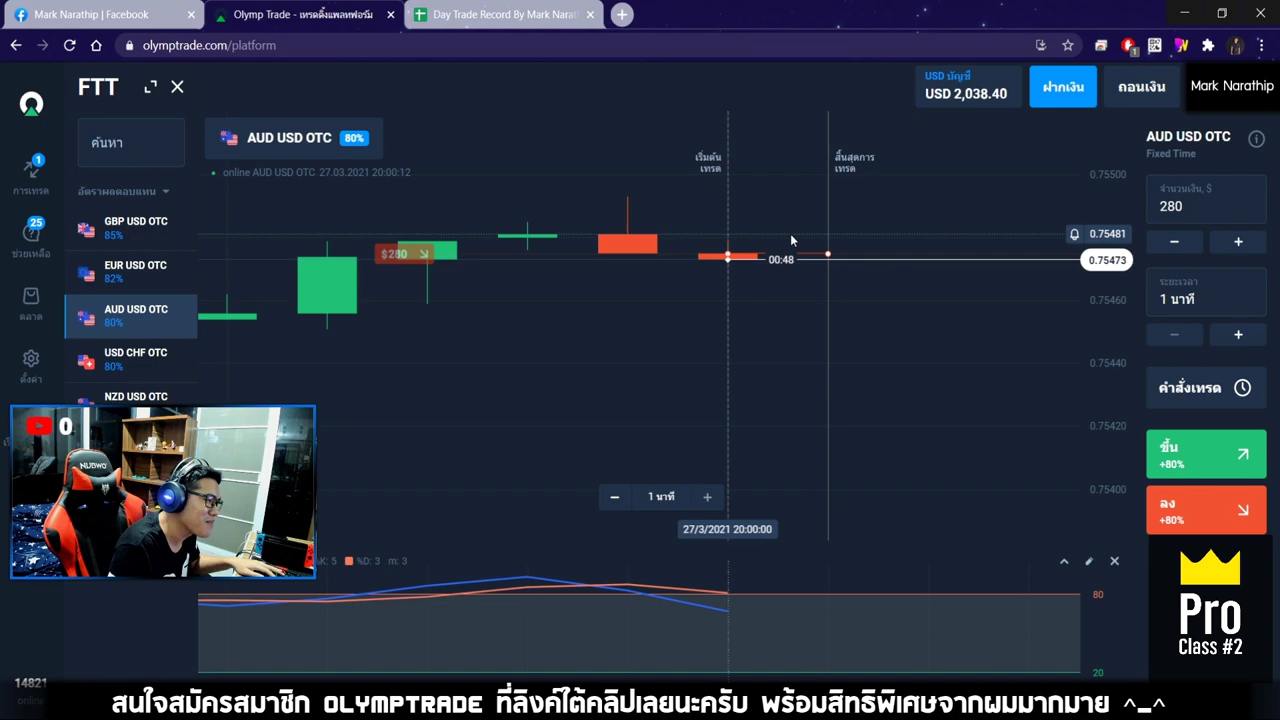 Mark Narathip | Facebook
Olymp Trade - เทรดดิ้งแพลทฟอร์ม
Day Trade Record By Mark Narat
olymptrade.com/platform
FTT
USD บัญชี
USD 2,038.40
ฝากเงิน
ถอนเงิน
Mark Narathip
ค้นหา
AUD USD OTC 80%
online AUD USD OTC 27.03.2021 20:00:12
เริ่มต้น
เทรด
สิ้นสุดการ
เทรด
AUD USD OTC
Fixed Time
1
การเทรด
อัตราผลตอบแทน
GBP USD OTC
85%
25
ช่วยเหลือ
EUR USD OTC
82%
ตลาด
AUD USD OTC
80%
ตั้งค่า
USD CHF OTC
80%
NZD USD OTC
$280
00:48
0.75500
0.75481
0.75473
0.75460
0.75440
0.75420
0.75400
จำนวนเงิน, $
280
ระยะเวลา
1 นาที
คำสั่งเทรด
ขึ้น
+80%
ลง
+80%
0
NUBWO
1 นาที
27/3/2021 20:00:00
%K: 5 %D: 3 m: 3
80
20
Pro
Class #2
14821
online
สนใจสมัครสมาชิก OLYMPTRADE ที่ลิงค์ใต้คลิปเลยนะครับ พร้อมสิทธิพิเศษจากผมมากมาย ^_^